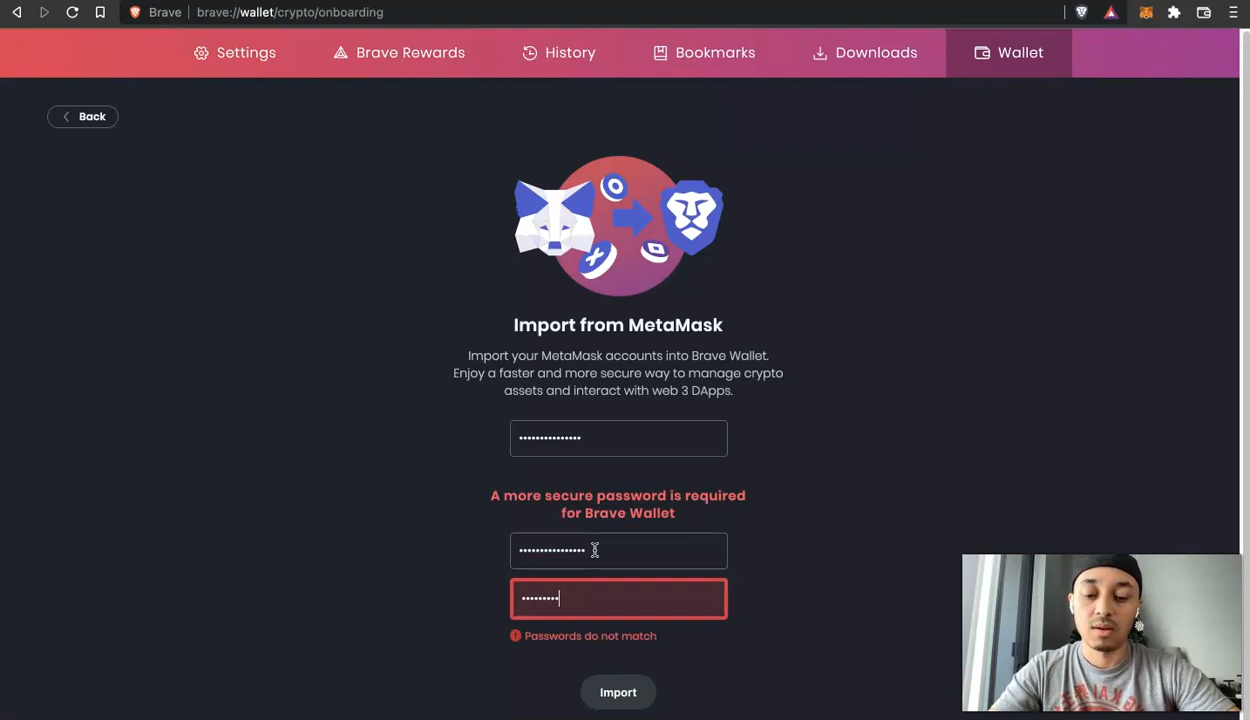 Brave
brave://wallet/crypto/onboarding
Settings
Brave Rewards
History
Bookmarks
Downloads
Wallet
Back
Import from MetaMask
Import your MetaMask accounts into Brave Wallet.
Enjoy a faster and more secure way to manage crypto
assets and interact with web 3 DApps.
•••••••••••••••
A more secure password is required
for Brave Wallet
••••••••••••••••
•••••••••
Passwords do not match
Import